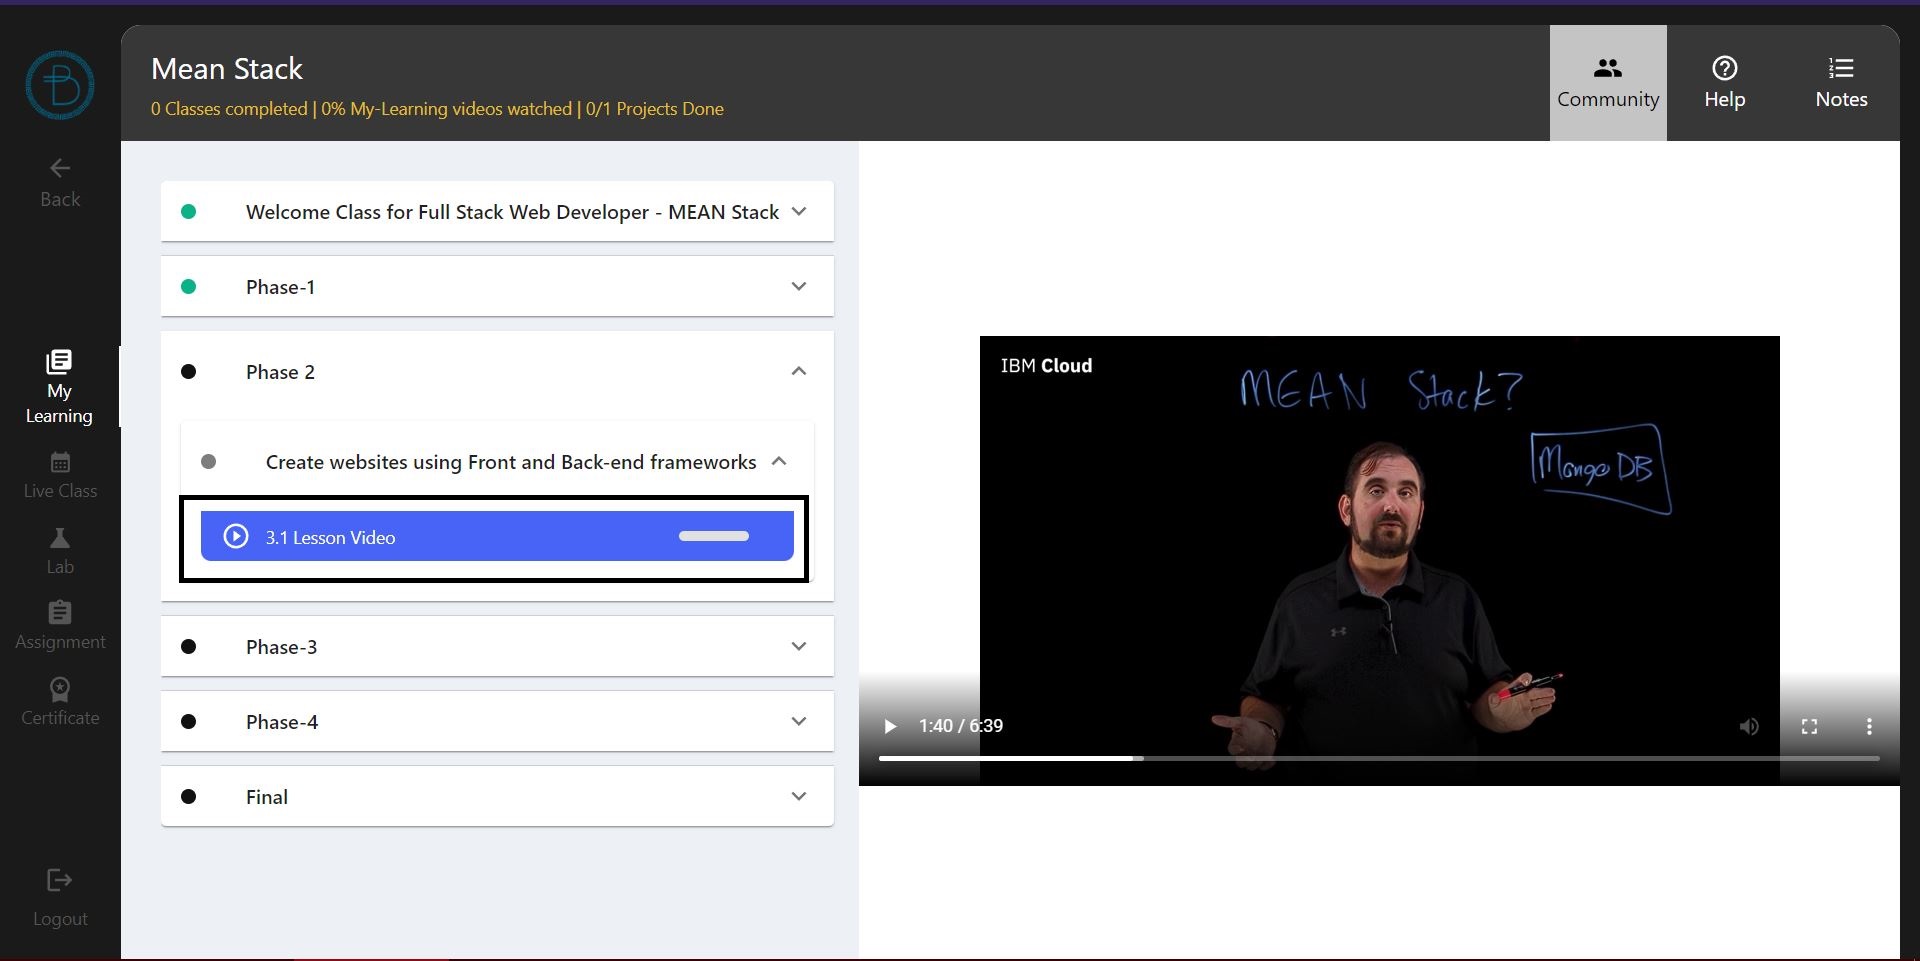 Mean Stack
0 Classes completed | 0% My-Learning videos watched | 0/1 Projects Done
Community
Help
Notes
Back
My
Learning
Live Class
Lab
Assignment
Certificate
Logout
Welcome Class for Full Stack Web Developer - MEAN Stack
Phase-1
Phase 2
Create websites using Front and Back-end frameworks
3.1 Lesson Video
Phase-3
Phase-4
Final
IBM Cloud
MEAN Stack?
Mongo DB
1:40 / 6:39